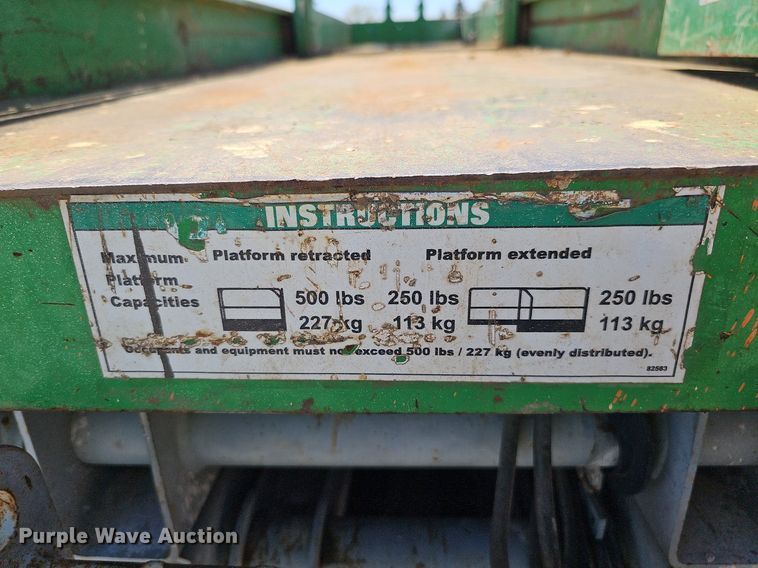 INSTRUCTIONS
Maximum Platform retracted Platform extended
Platform
Capacities 500 lbs 250 lbs 250 lbs
227 kg 113 kg 113 kg
and equipment must not exceed 500 lbs / 227 kg (evenly distributed).
82563
Purple Wave Auction